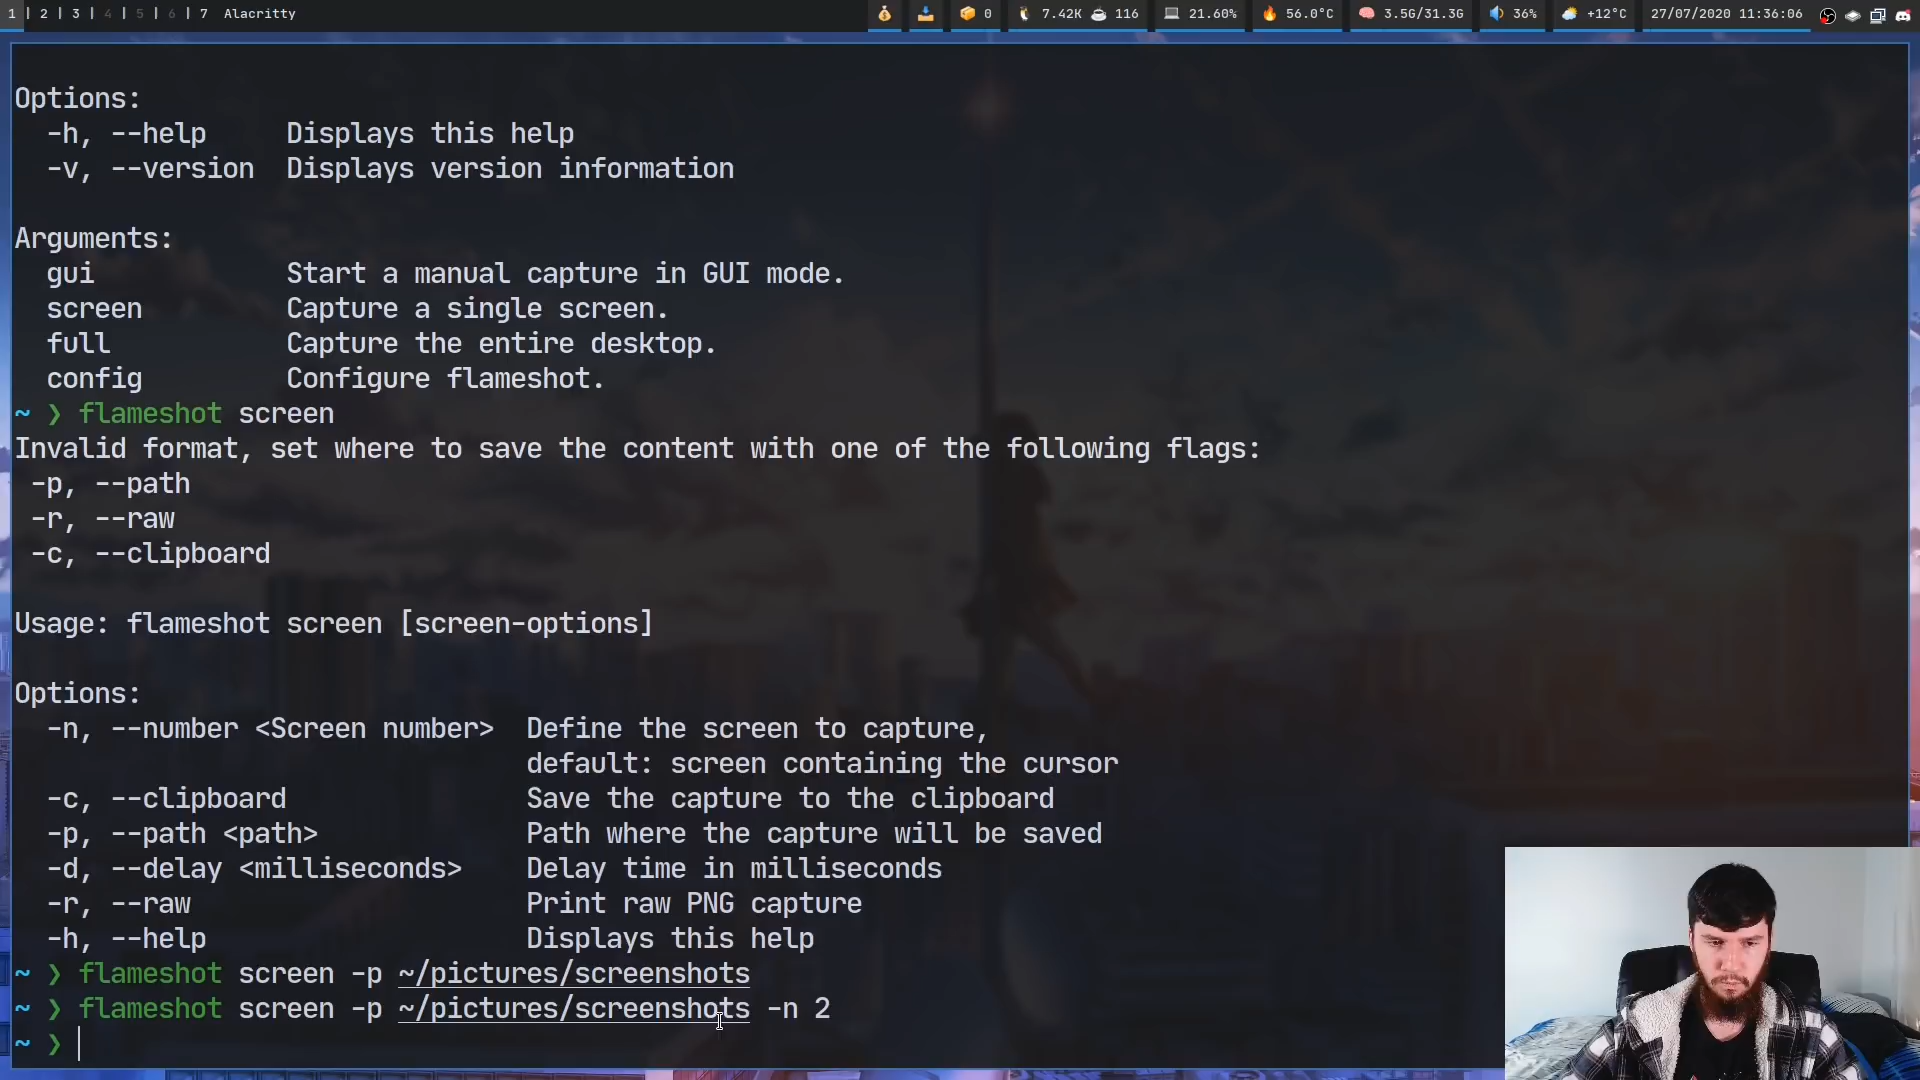 1 | 2 | 3 | 4 | 5 | 6 | 7 Alacritty 0 7.42K 116 21.60% 56.0°C 3.5G/31.3G 36% +12°C 27/07/2020 11:36:06
Options:
-h, --help Displays this help
-v, --version Displays version information
Arguments:
gui Start a manual capture in GUI mode.
screen Capture a single screen.
full Capture the entire desktop.
config Configure flameshot.
~ ❯ flameshot screen
Invalid format, set where to save the content with one of the following flags:
-p, --path
-r, --raw
-c, --clipboard
Usage: flameshot screen [screen-options]
Options:
-n, --number <Screen number> Define the screen to capture,
default: screen containing the cursor
-c, --clipboard Save the capture to the clipboard
-p, --path <path> Path where the capture will be saved
-d, --delay <milliseconds> Delay time in milliseconds
-r, --raw Print raw PNG capture
-h, --help Displays this help
~ ❯ flameshot screen -p ~/pictures/screenshots
~ ❯ flameshot screen -p ~/pictures/screenshots -n 2
~ ❯